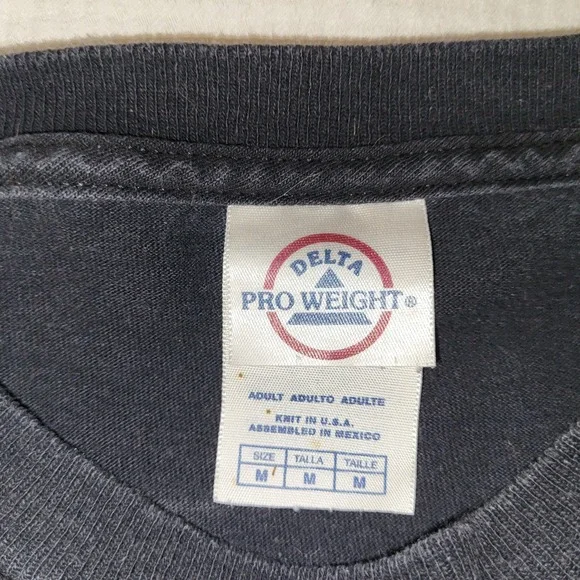 DELTA
PRO WEIGHT®
ADULT ADULTO ADULTE
KNIT IN U.S.A.
ASSEMBLED IN MEXICO
SIZE TALLA TAILLE
M M M